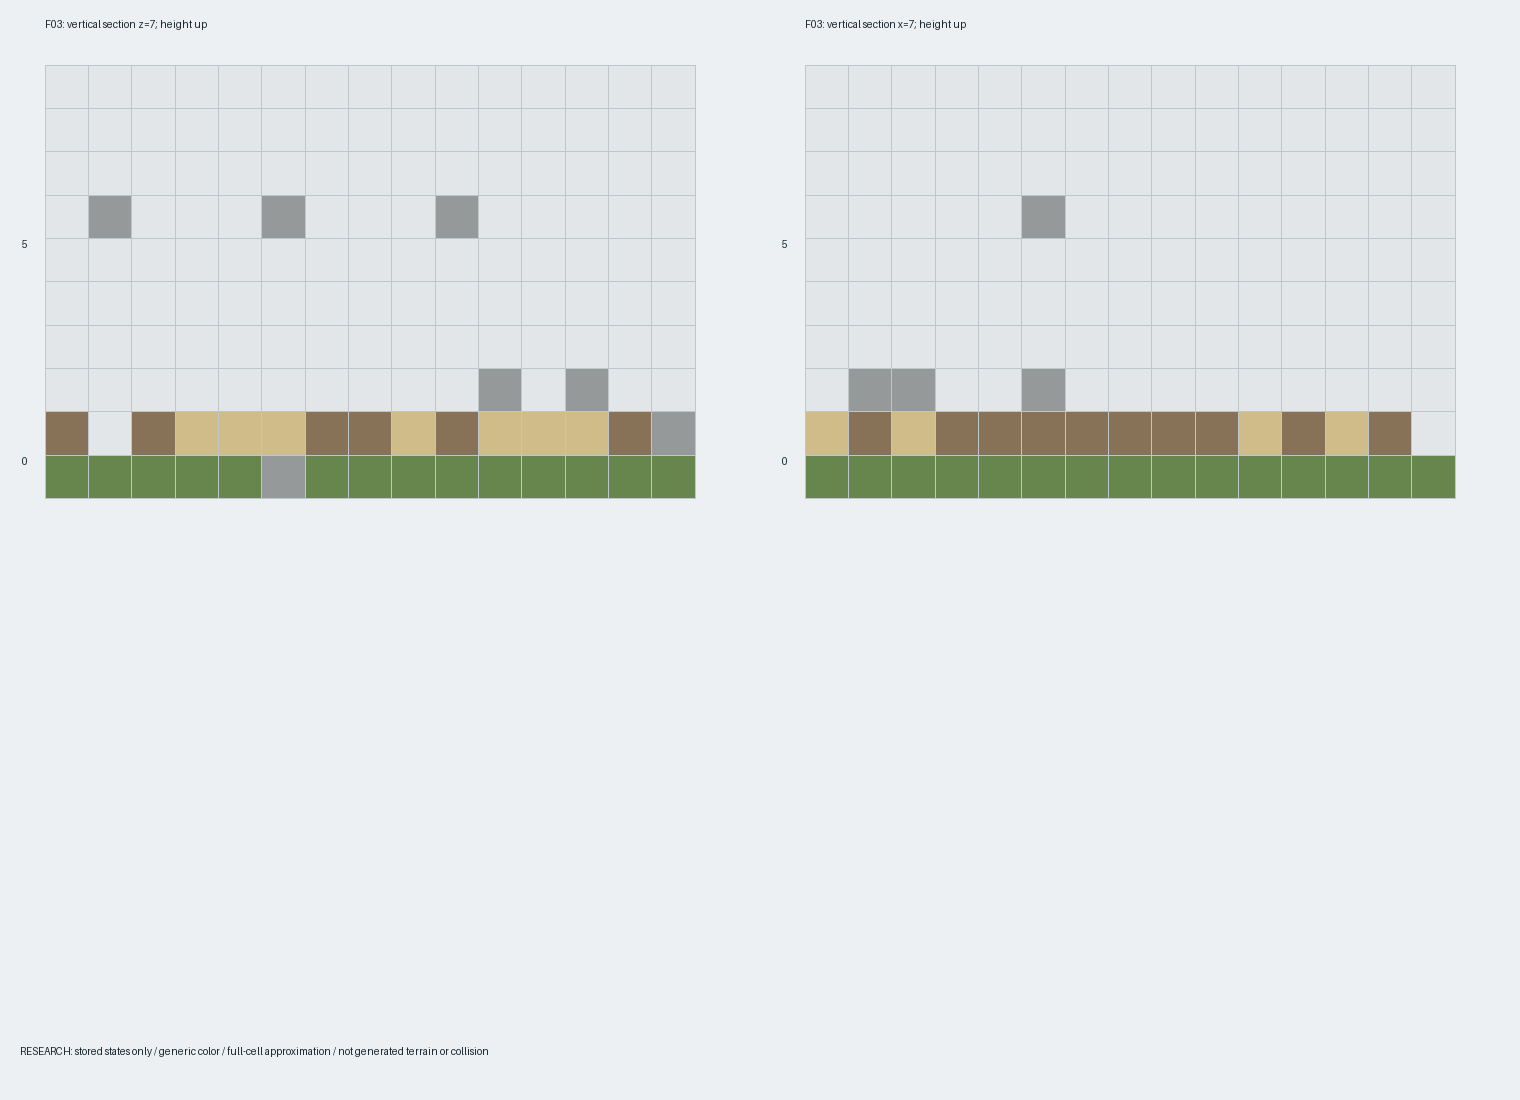 F03: vertical section z=7; height up
F03: vertical section x=7; height up
5
5
0
0
RESEARCH: stored states only / generic color / full-cell approximation / not generated terrain or collision